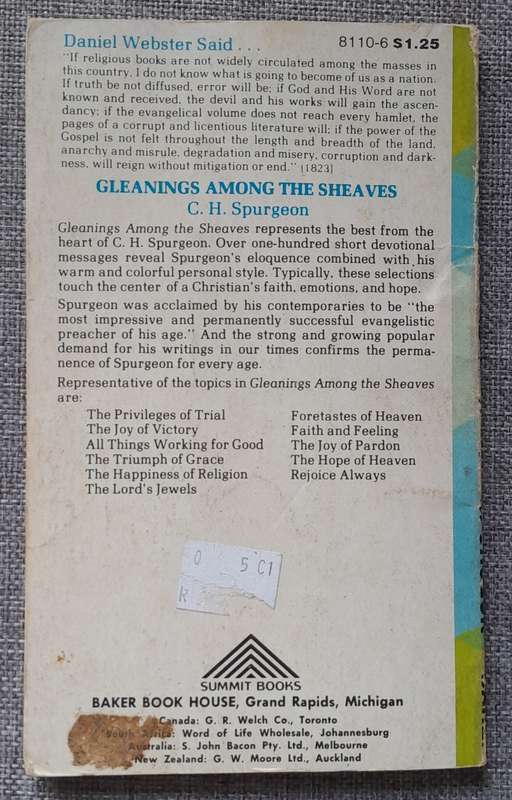 Daniel Webster Said . . .
8110-6 $1.25
"If religious books are not widely circulated among the masses in
this country, I do not know what is going to become of us as a nation.
If truth be not diffused, error will be; if God and His Word are not
known and received, the devil and his works will gain the ascen-
dancy; if the evangelical volume does not reach every hamlet, the
pages of a corrupt and licentious literature will; if the power of the
Gospel is not felt throughout the length and breadth of the land,
anarchy and misrule, degradation and misery, corruption and dark-
ness, will reign without mitigation or end." [1823]
GLEANINGS AMONG THE SHEAVES
C. H. Spurgeon
Gleanings Among the Sheaves represents the best from the
heart of C. H. Spurgeon. Over one-hundred short devotional
messages reveal Spurgeon's eloquence combined with his
warm and colorful personal style. Typically, these selections
touch the center of a Christian's faith, emotions, and hope.
Spurgeon was acclaimed by his contemporaries to be "the
most impressive and permanently successful evangelistic
preacher of his age." And the strong and growing popular
demand for his writings in our times confirms the perma-
nence of Spurgeon for every age.
Representative of the topics in Gleanings Among the Sheaves
are:
The Privileges of Trial
The Joy of Victory
All Things Working for Good
The Triumph of Grace
The Happiness of Religion
The Lord's Jewels
Foretastes of Heaven
Faith and Feeling
The Joy of Pardon
The Hope of Heaven
Rejoice Always
0 5 C1
R
SUMMIT BOOKS
BAKER BOOK HOUSE, Grand Rapids, Michigan
Canada: G. R. Welch Co., Toronto
South Africa: Word of Life Wholesale, Johannesburg
Australia: S. John Bacon Pty. Ltd., Melbourne
New Zealand: G. W. Moore Ltd., Auckland